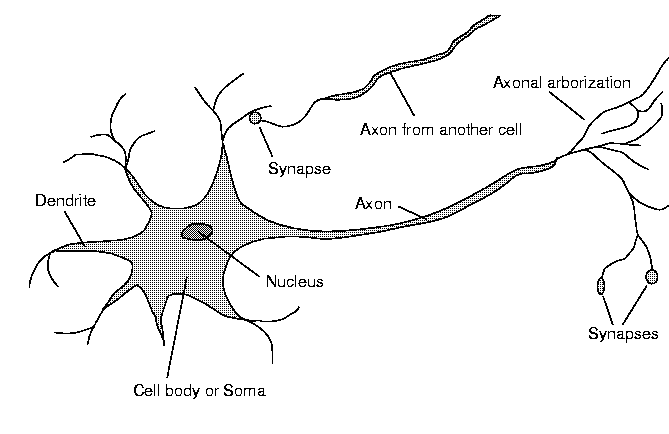 Axonal arborization
Axon from another cell
Synapse
Dendrite
Axon
Nucleus
Synapses
Cell body or Soma